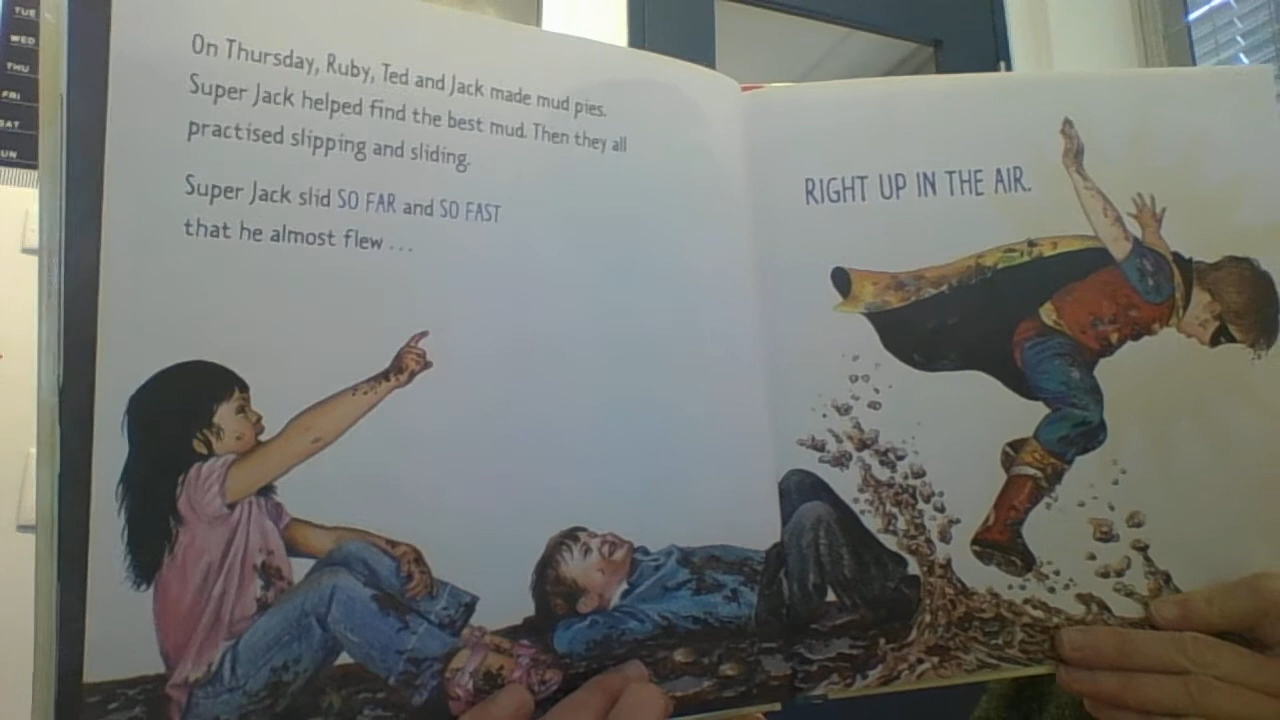 TUE
WED
THU
FRI
SAT
SUN
On Thursday, Ruby, Ted and Jack made mud pies.
Super Jack helped find the best mud. Then they all
practised slipping and sliding.
Super Jack slid SO FAR and SO FAST
that he almost flew ...
RIGHT UP IN THE AIR.